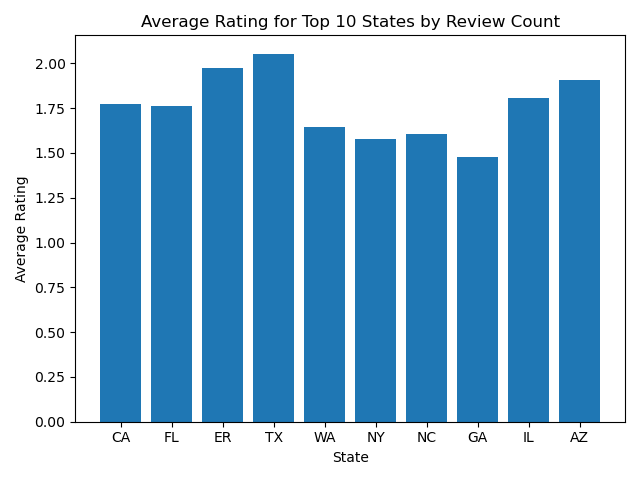 Average Rating for Top 10 States by Review Count
Average Rating
2.00
1.75
1.50
1.25
1.00
0.75
0.50
0.25
0.00
CA FL ER TX WA NY NC GA IL AZ
State